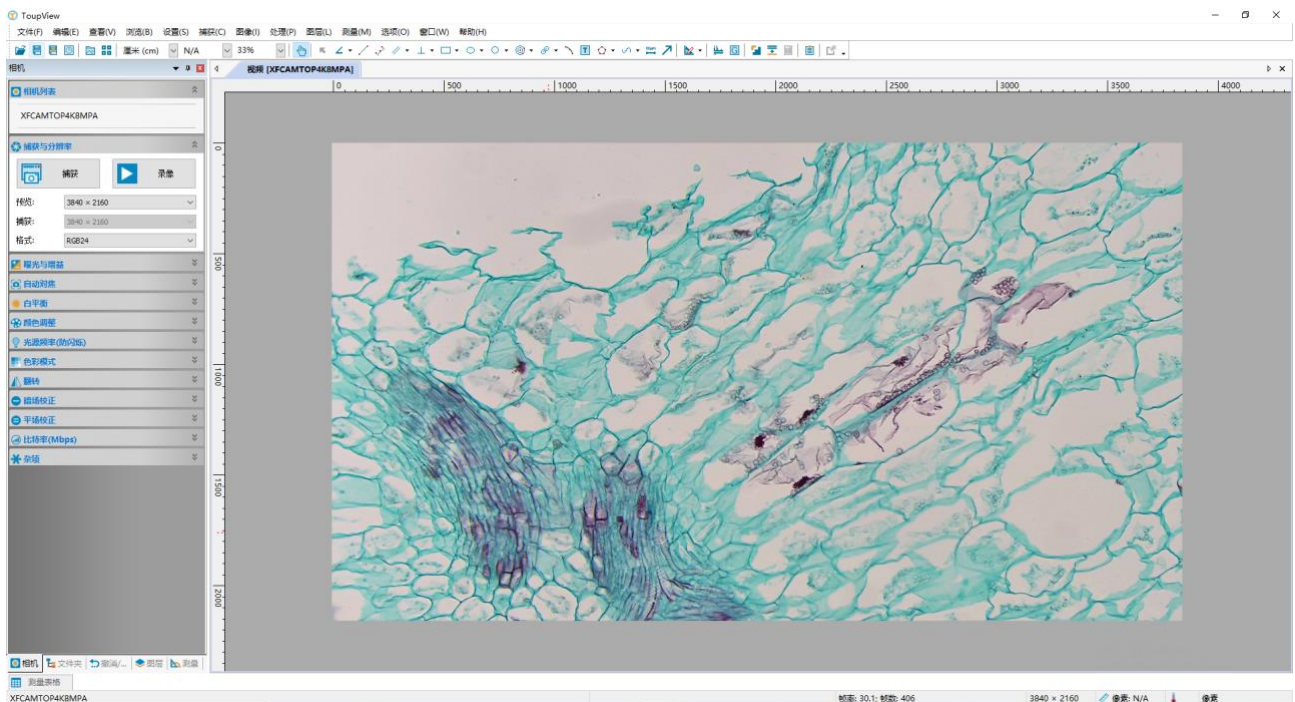 ToupView
文件(F) 编辑(E) 查看(V) 浏览(B) 设置(S) 捕获(C) 图像(I) 处理(P) 图层(L) 测量(M) 选项(O) 窗口(W) 帮助(H)
厘米 (cm) N/A 33%
相机
视频 [XFCAMTOP4K8MPA]
0 500 1000 1500 2000 2500 3000 3500 4000
相机列表
XFCAMTOP4K8MPA
捕获与分辨率
捕获 录像
预览: 3840 × 2160
捕获: 3840 × 2160
格式: RGB24
曝光与增益
自动对焦
白平衡
颜色调整
光源频率(防闪烁)
色彩模式
翻转
暗场校正
平场校正
比特率(Mbps)
杂项
0
500
1000
1500
2000
相机 文件夹 撤消/... 图层 测量
测量表格
XFCAMTOP4K8MPA 帧率: 30.1; 帧数: 406 3840 × 2160 像素: N/A 像素